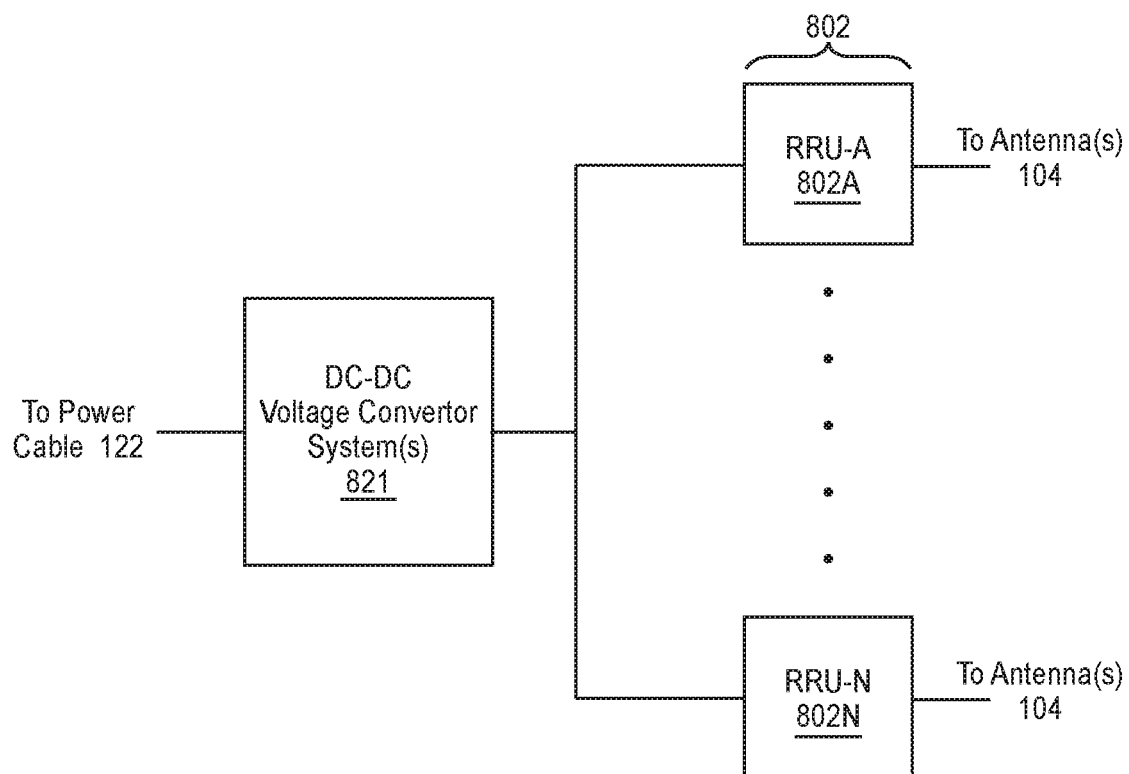 802
RRU-A
802A
To Antenna(s)
104
DC-DC
Voltage Convertor
System(s)
821
To Power
Cable 122
RRU-N
802N
To Antenna(s)
104